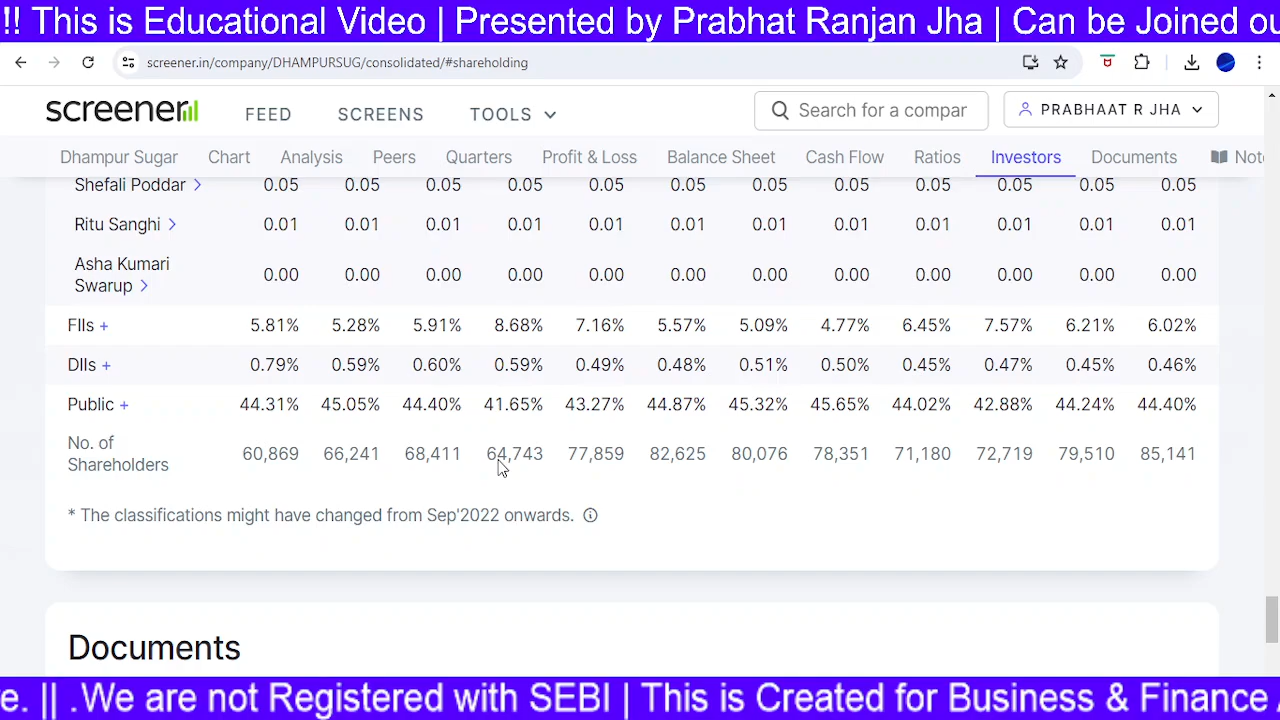 !! This is Educational Video | Presented by Prabhat Ranjan Jha | Can be Joined ou
screener.in/company/DHAMPURSUG/consolidated/#shareholding
screener FEED SCREENS TOOLS Search for a compar PRABHAAT R JHA
Dhampur Sugar Chart Analysis Peers Quarters Profit & Loss Balance Sheet Cash Flow Ratios Investors Documents Not
Shefali Poddar 0.05 0.05 0.05 0.05 0.05 0.05 0.05 0.05 0.05 0.05 0.05 0.05
Ritu Sanghi 0.01 0.01 0.01 0.01 0.01 0.01 0.01 0.01 0.01 0.01 0.01 0.01
Asha Kumari
Swarup 0.00 0.00 0.00 0.00 0.00 0.00 0.00 0.00 0.00 0.00 0.00 0.00
FIIs + 5.81% 5.28% 5.91% 8.68% 7.16% 5.57% 5.09% 4.77% 6.45% 7.57% 6.21% 6.02%
DIIs + 0.79% 0.59% 0.60% 0.59% 0.49% 0.48% 0.51% 0.50% 0.45% 0.47% 0.45% 0.46%
Public + 44.31% 45.05% 44.40% 41.65% 43.27% 44.87% 45.32% 45.65% 44.02% 42.88% 44.24% 44.40%
No. of
Shareholders 60,869 66,241 68,411 64,743 77,859 82,625 80,076 78,351 71,180 72,719 79,510 85,141
* The classifications might have changed from Sep'2022 onwards.
Documents
e. || .We are not Registered with SEBI | This is Created for Business & Finance A